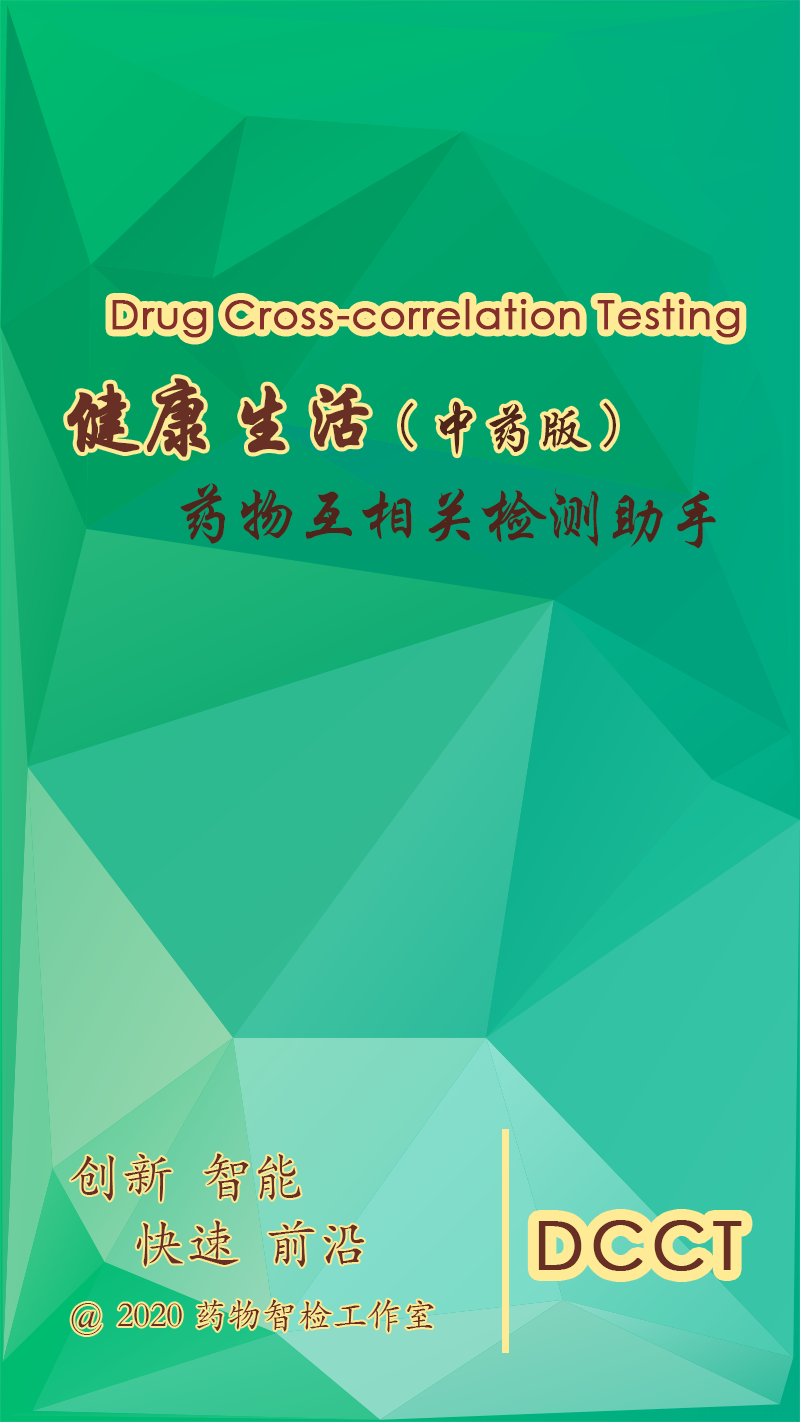 Drug Cross-correlation Testing
健康生活（中药版）
药物互相关检测助手
创新 智能
快速 前沿
@ 2020 药物智检工作室
DCCT